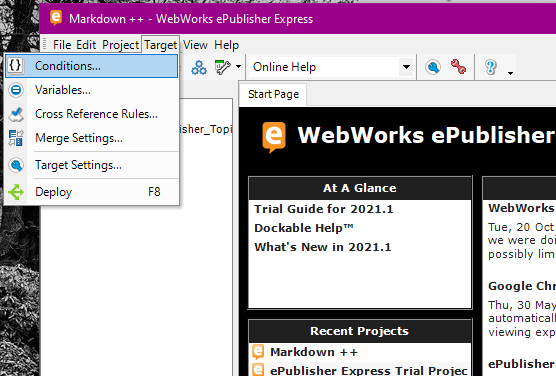 Markdown ++ - WebWorks ePublisher Express
File Edit Project Target View Help
Conditions...
Variables...
Cross Reference Rules...
Merge Settings...
Target Settings...
Deploy F8
Online Help
Start Page
WebWorks ePublisher
At A Glance
Trial Guide for 2021.1
Dockable Help™
What's New in 2021.1
Recent Projects
Markdown ++
ePublisher Express Trial Projec
WebWorks
Tue, 20 Oct
we were doi
possibly lim
Google Chr
Thu, 30 May
automatically
viewing exp
ePublisher